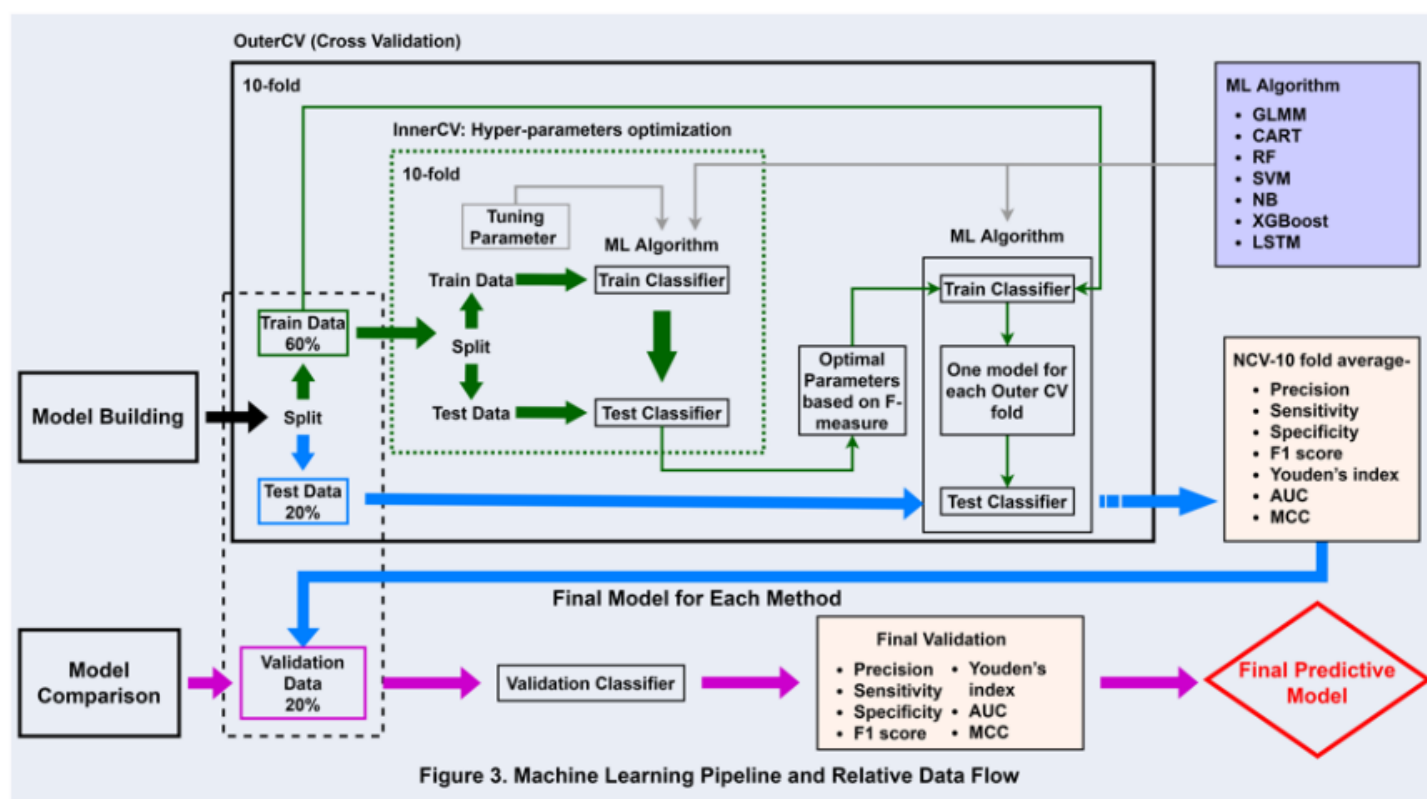 OuterCV (Cross Validation)
10-fold
InnerCV: Hyper-parameters optimization
10-fold
Tuning
Parameter
ML Algorithm
Train Data
Train Classifier
Split
Test Data
Test Classifier
Train Data
60%
Split
Test Data
20%
Model Building
Optimal
Parameters
based on F-
measure
ML Algorithm
Train Classifier
One model for
each Outer CV
fold
Test Classifier
ML Algorithm
• GLMM
• CART
• RF
• SVM
• NB
• XGBoost
• LSTM
NCV-10 fold average-
• Precision
• Sensitivity
• Specificity
• F1 score
• Youden's index
• AUC
• MCC
Final Model for Each Method
Model
Comparison
Validation
Data
20%
Validation Classifier
Final Validation
• Precision
• Sensitivity
• Specificity
• F1 score
• Youden's
index
• AUC
• MCC
Final Predictive
Model
Figure 3. Machine Learning Pipeline and Relative Data Flow